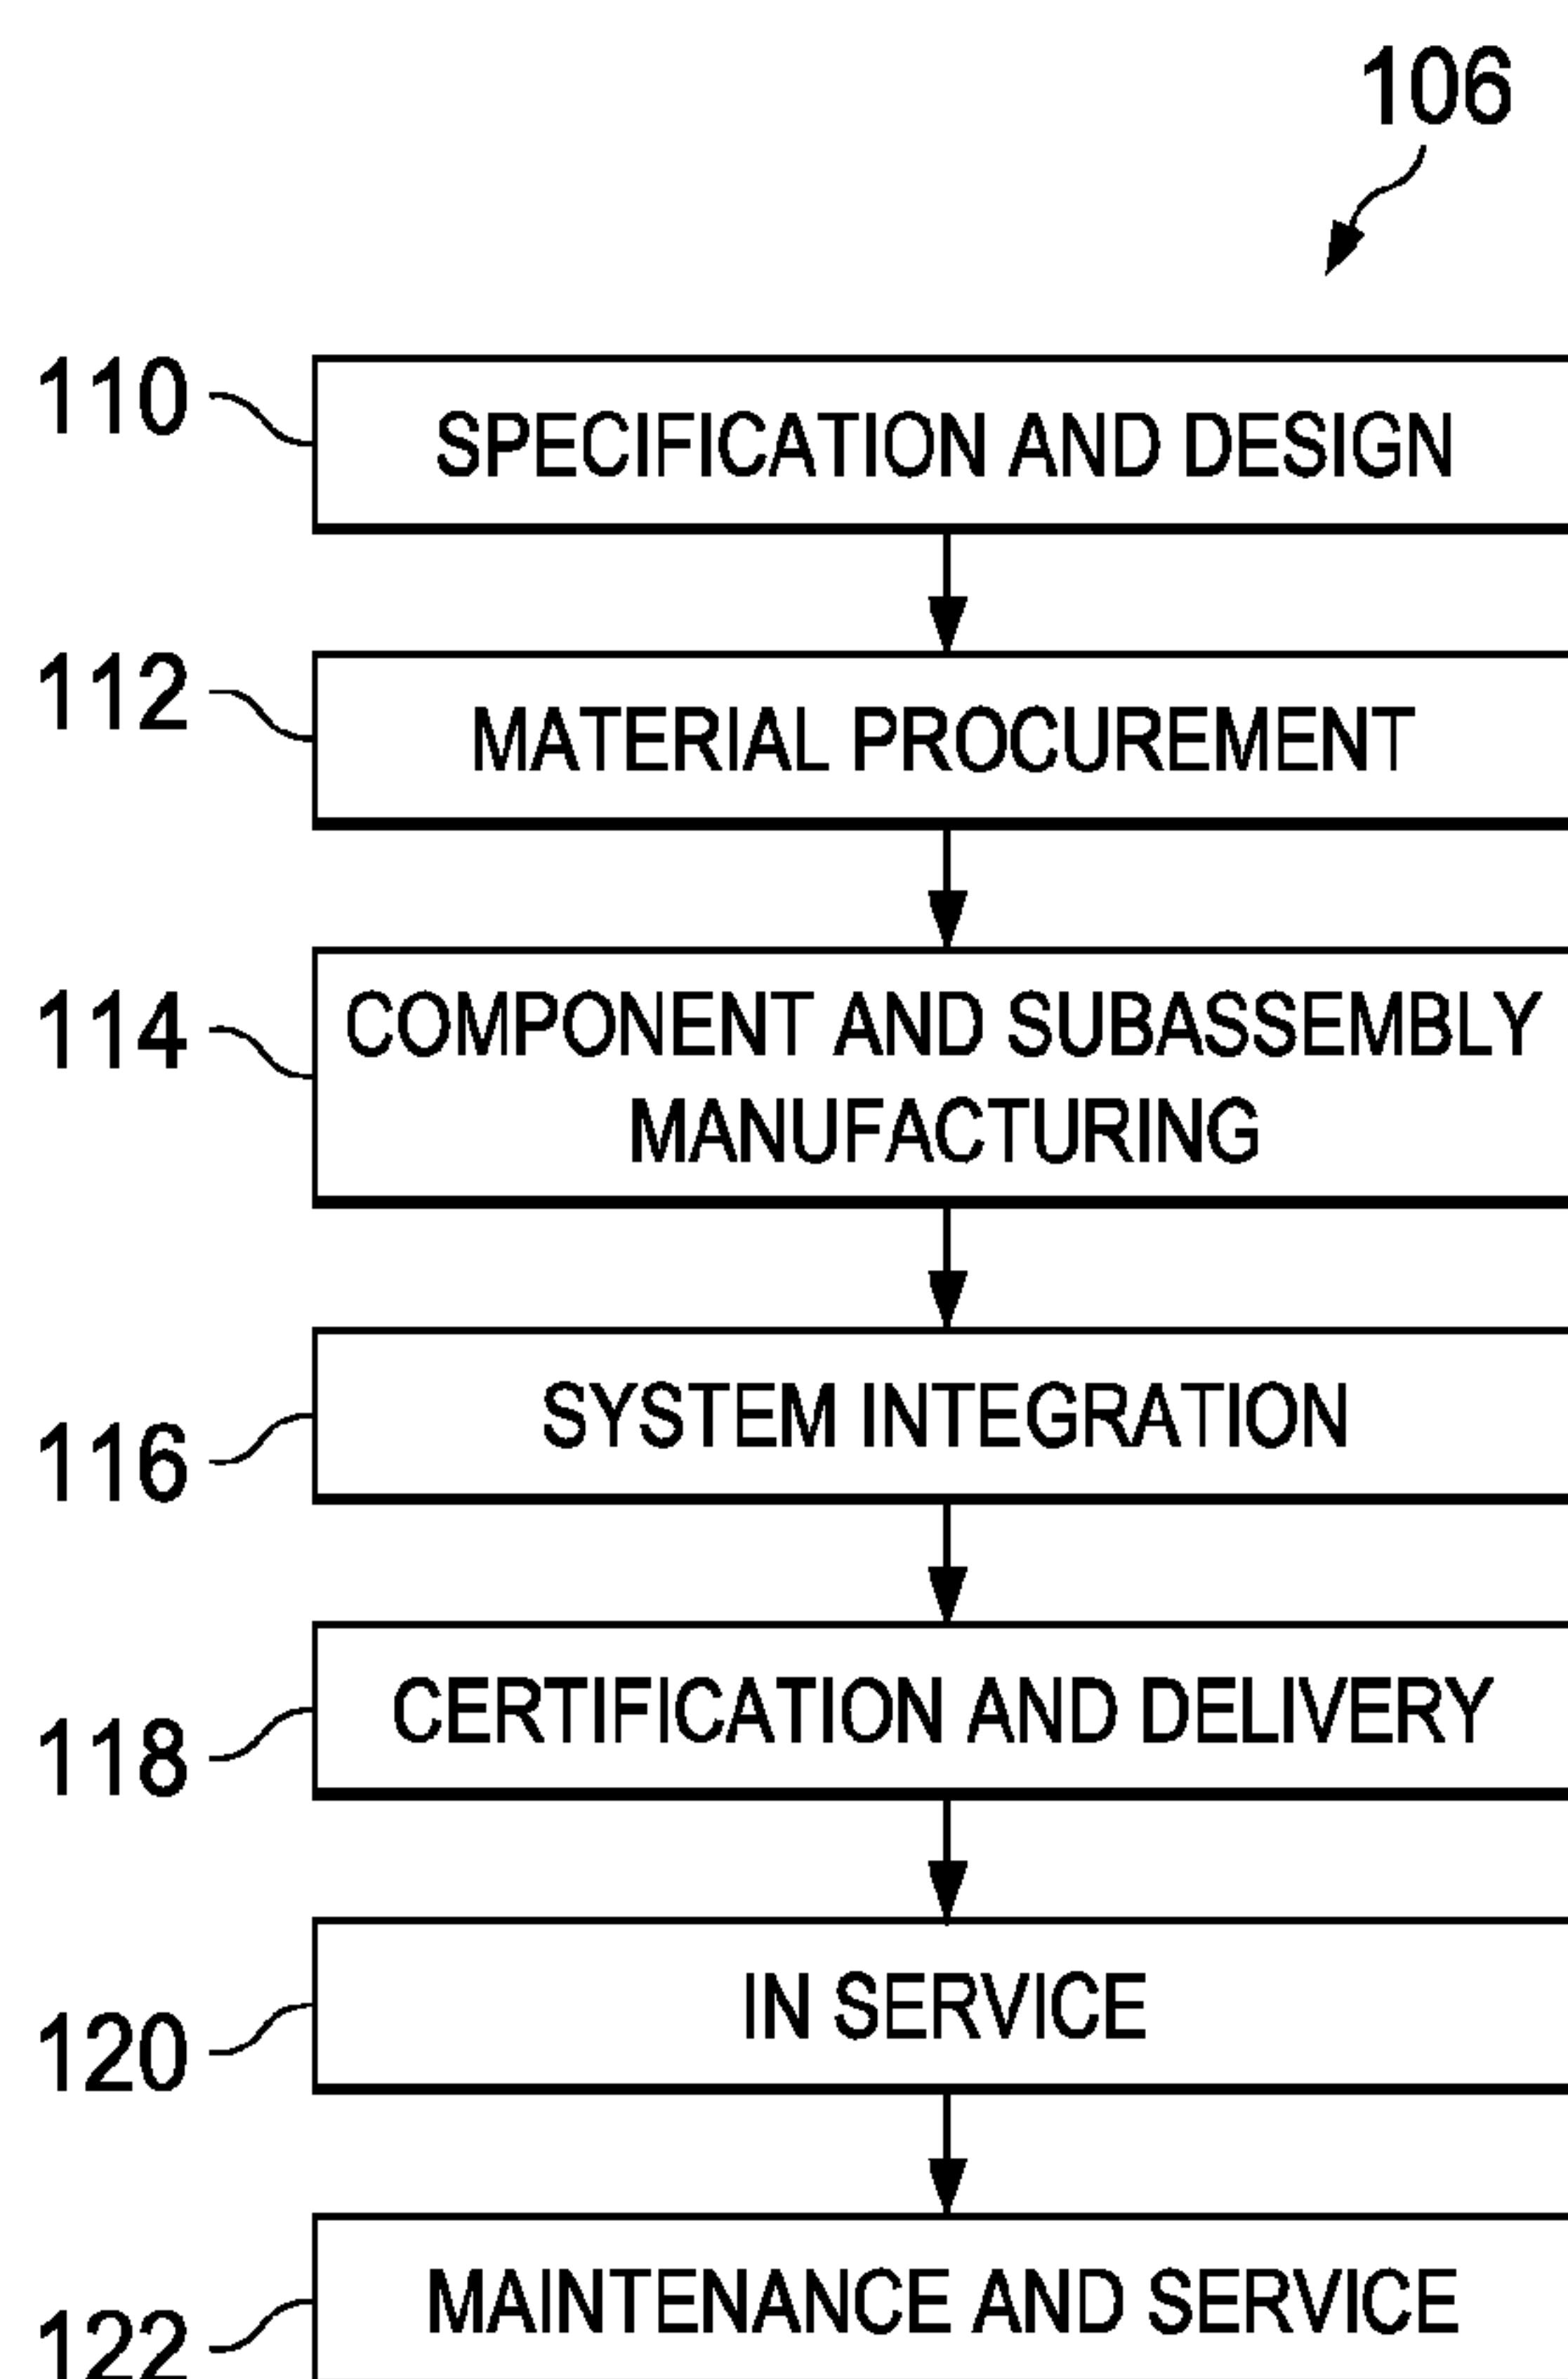 106
110
SPECIFICATION AND DESIGN
112
MATERIAL PROCUREMENT
114
COMPONENT AND SUBASSEMBLY
MANUFACTURING
116
SYSTEM INTEGRATION
118
CERTIFICATION AND DELIVERY
120
IN SERVICE
122
MAINTENANCE AND SERVICE